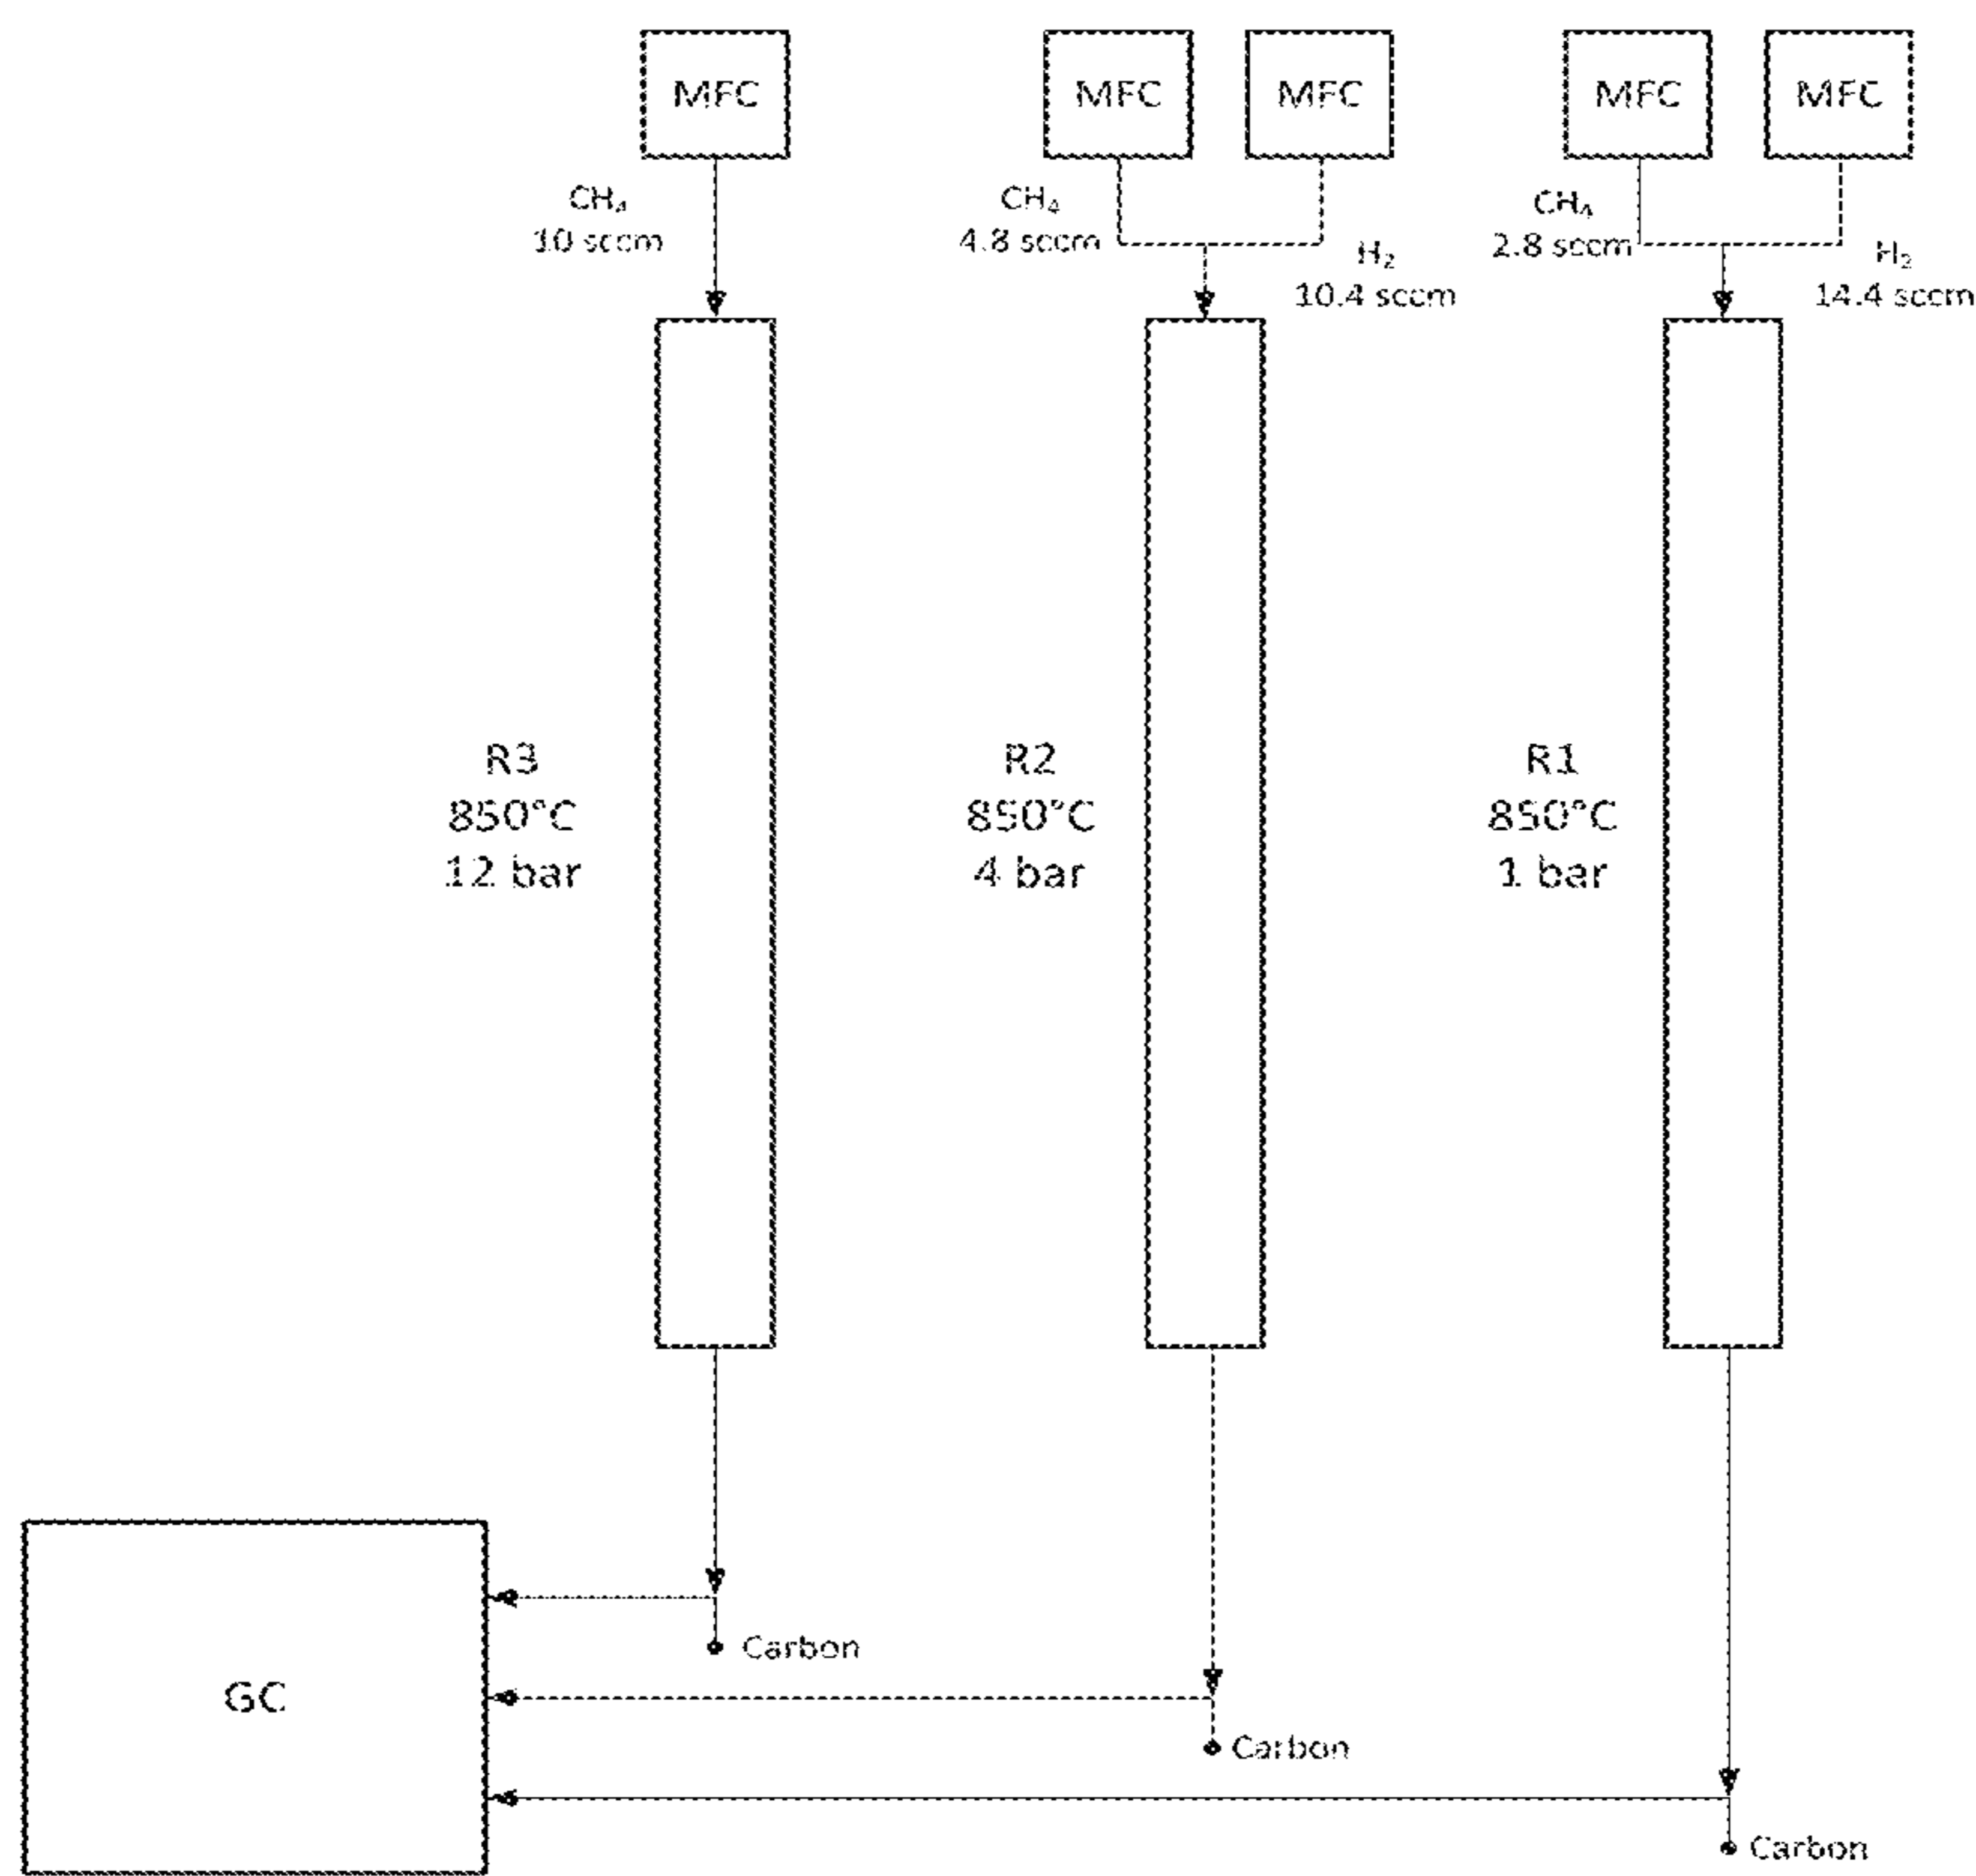 MFC
MFC
MFC
MFC
MFC
CH₄
10 sccm
CH₄
4.8 sccm
H₂
10.4 sccm
CH₄
2.8 sccm
H₂
14.4 sccm
R3
850°C
12 bar
R2
850°C
4 bar
R1
850°C
1 bar
GC
Carbon
Carbon
Carbon